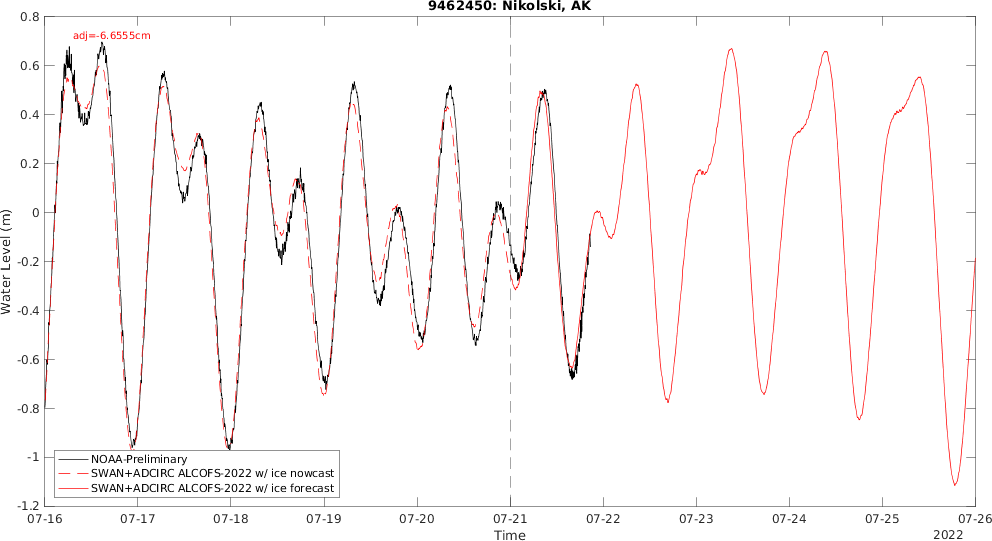 9462450: Nikolski, AK
adj=-6.6555cm
0.8
0.6
0.4
0.2
0
-0.2
-0.4
-0.6
-0.8
-1
-1.2
Water Level (m)
NOAA-Preliminary
SWAN+ADCIRC ALCOFS-2022 w/ ice nowcast
SWAN+ADCIRC ALCOFS-2022 w/ ice forecast
07-16 07-17 07-18 07-19 07-20 07-21 07-22 07-23 07-24 07-25 07-26
Time
2022